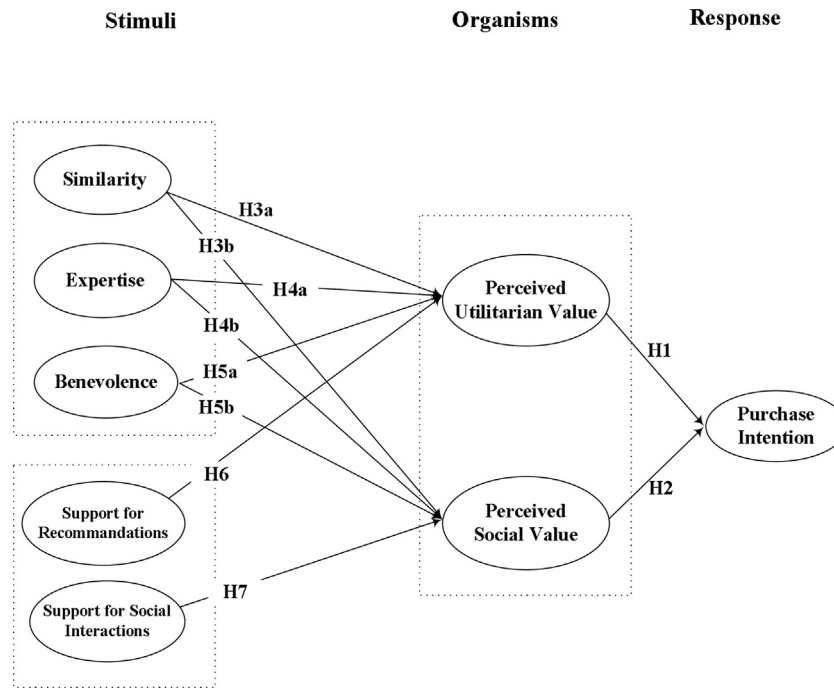 Stimuli
Organisms
Response
Similarity
Expertise
Benevolence
Support for
Recommandations
Support for Social
Interactions
H3a
H3b
H4a
H4b
H5a
H5b
H6
H7
Perceived
Utilitarian Value
Perceived
Social Value
H1
H2
Purchase
Intention